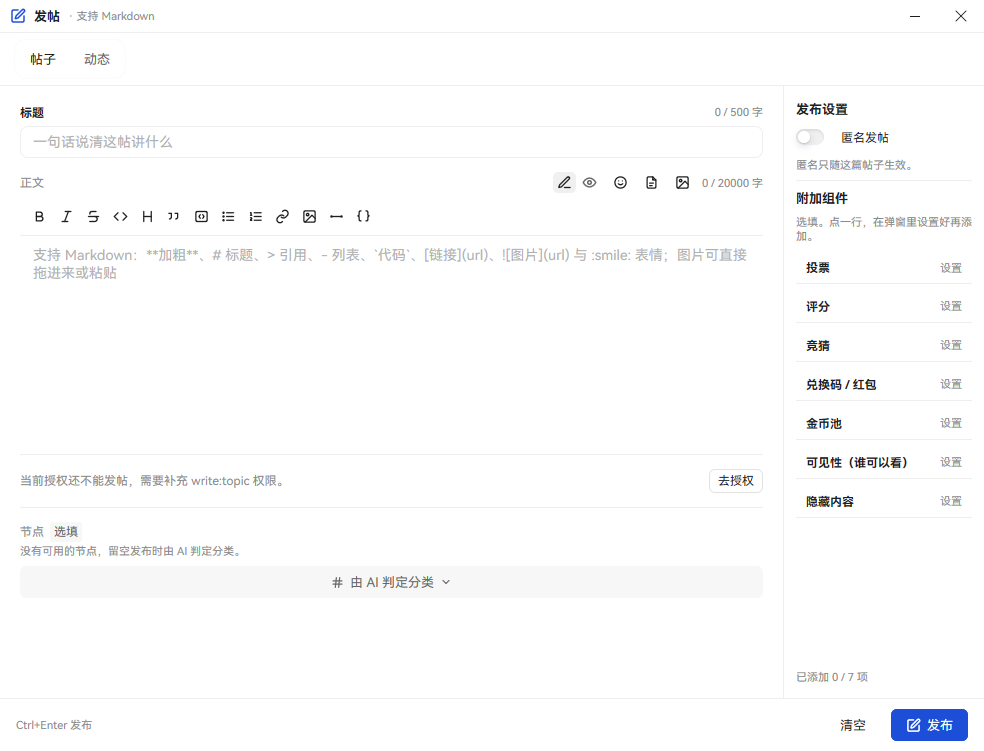 发帖 · 支持 Markdown
帖子 动态
标题 0 / 500 字
一句话说清这帖讲什么
正文 0 / 20000 字
支持 Markdown：**加粗**、# 标题、> 引用、- 列表、`代码`、[链接](url)、![图片](url) 与 :smile: 表情；图片可直接
拖进来或粘贴
当前授权还不能发帖，需要补充 write:topic 权限。 去授权
节点 选填
没有可用的节点，留空发布时由 AI 判定分类。
# 由 AI 判定分类
发布设置
匿名发帖
匿名只随这篇帖子生效。
附加组件
选填。点一行，在弹窗里设置好再添
加。
投票 设置
评分 设置
竞猜 设置
兑换码 / 红包 设置
金币池 设置
可见性（谁可以看） 设置
隐藏内容 设置
已添加 0 / 7 项
Ctrl+Enter 发布 清空 发布